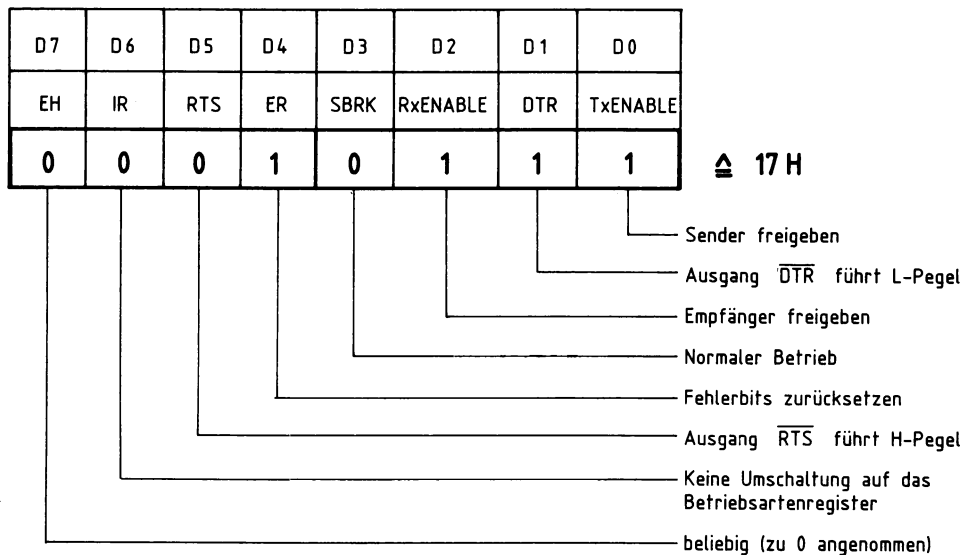 D7 D6 D5 D4 D3 D2 D1 D0
EH IR RTS ER SBRK RxENABLE DTR TxENABLE
0 0 0 1 0 1 1 1 ≙ 17 H
Sender freigeben
Ausgang D̅T̅R̅ führt L-Pegel
Empfänger freigeben
Normaler Betrieb
Fehlerbits zurücksetzen
Ausgang R̅T̅S̅ führt H-Pegel
Keine Umschaltung auf das
Betriebsartenregister
beliebig (zu 0 angenommen)